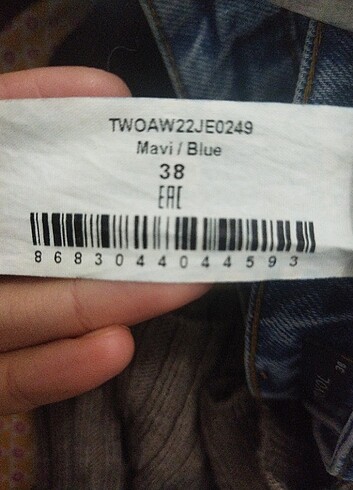 TWOAW22JE0249
Mavi / Blue
38
EAC
8683044044593